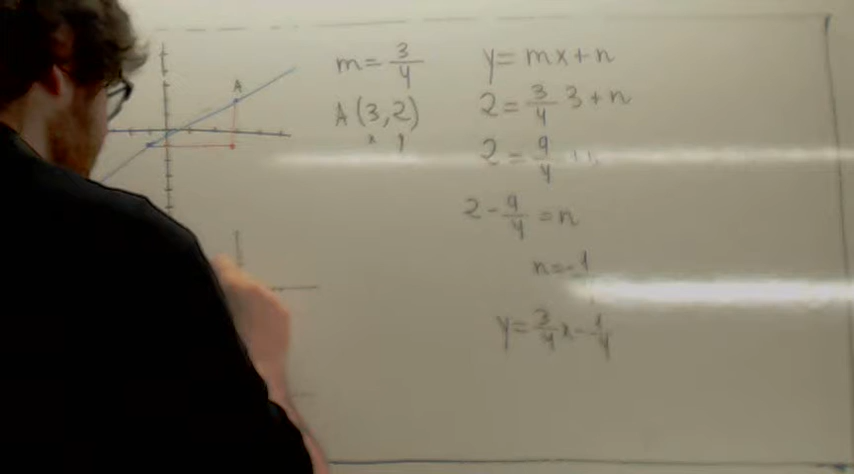 A
m = 3/4
A (3,2)
x y
y = mx + n
2 = 3/4 3 + n
2 = 9/4
2 - 9/4 = n
n = -1
y = 3/4 x - 1/4